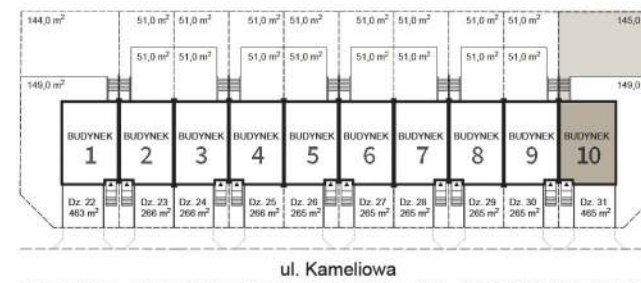 144,0 m² 51,0 m² 51,0 m² 51,0 m² 51,0 m² 51,0 m² 51,0 m² 51,0 m² 51,0 m² 145,0
51,0 m² 51,0 m² 51,0 m² 51,0 m² 51,0 m² 51,0 m² 51,0 m² 51,0 m²
149,0 m² 149,0
BUDYNEK BUDYNEK BUDYNEK BUDYNEK BUDYNEK BUDYNEK BUDYNEK BUDYNEK BUDYNEK BUDYNEK
1 2 3 4 5 6 7 8 9 10
Dz. 22 Dz. 23 Dz. 24 Dz. 25 Dz. 26 Dz. 27 Dz. 28 Dz. 29 Dz. 30 Dz. 31
463 m² 266 m² 266 m² 266 m² 265 m² 265 m² 265 m² 265 m² 265 m² 465 m²
ul. Kameliowa